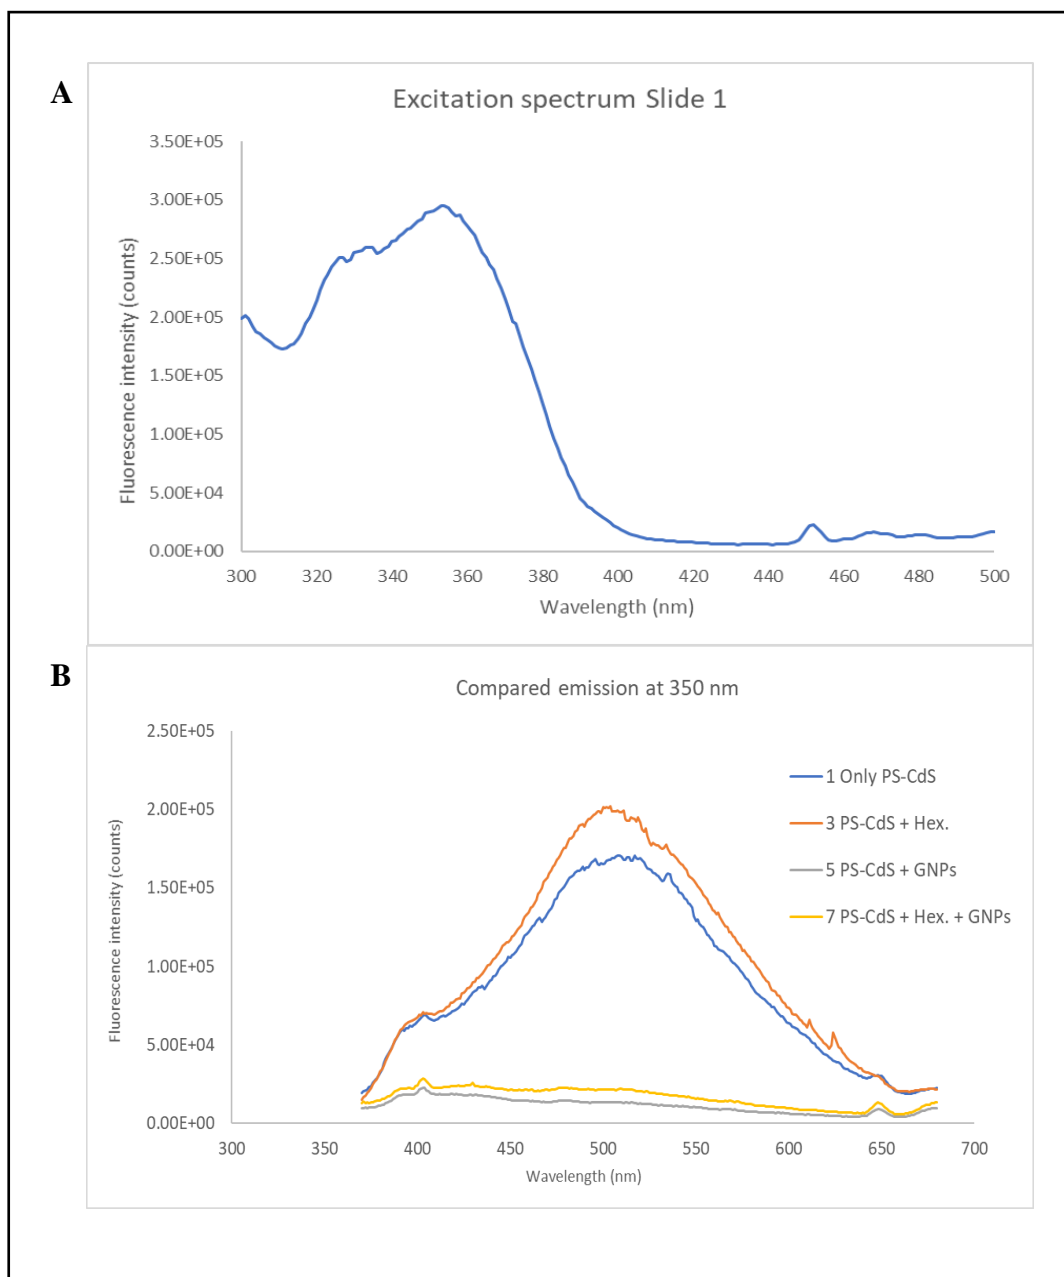 A
Excitation spectrum Slide 1
Fluorescence intensity (counts)
3.50E+05
3.00E+05
2.50E+05
2.00E+05
1.50E+05
1.00E+05
5.00E+04
0.00E+00
300 320 340 360 380 400 420 440 460 480 500
Wavelength (nm)
B
Compared emission at 350 nm
Fluorescence intensity (counts)
2.50E+05
2.00E+05
1.50E+05
1.00E+05
5.00E+04
0.00E+00
1 Only PS-CdS
3 PS-CdS + Hex.
5 PS-CdS + GNPs
7 PS-CdS + Hex. + GNPs
300 350 400 450 500 550 600 650 700
Wavelength (nm)